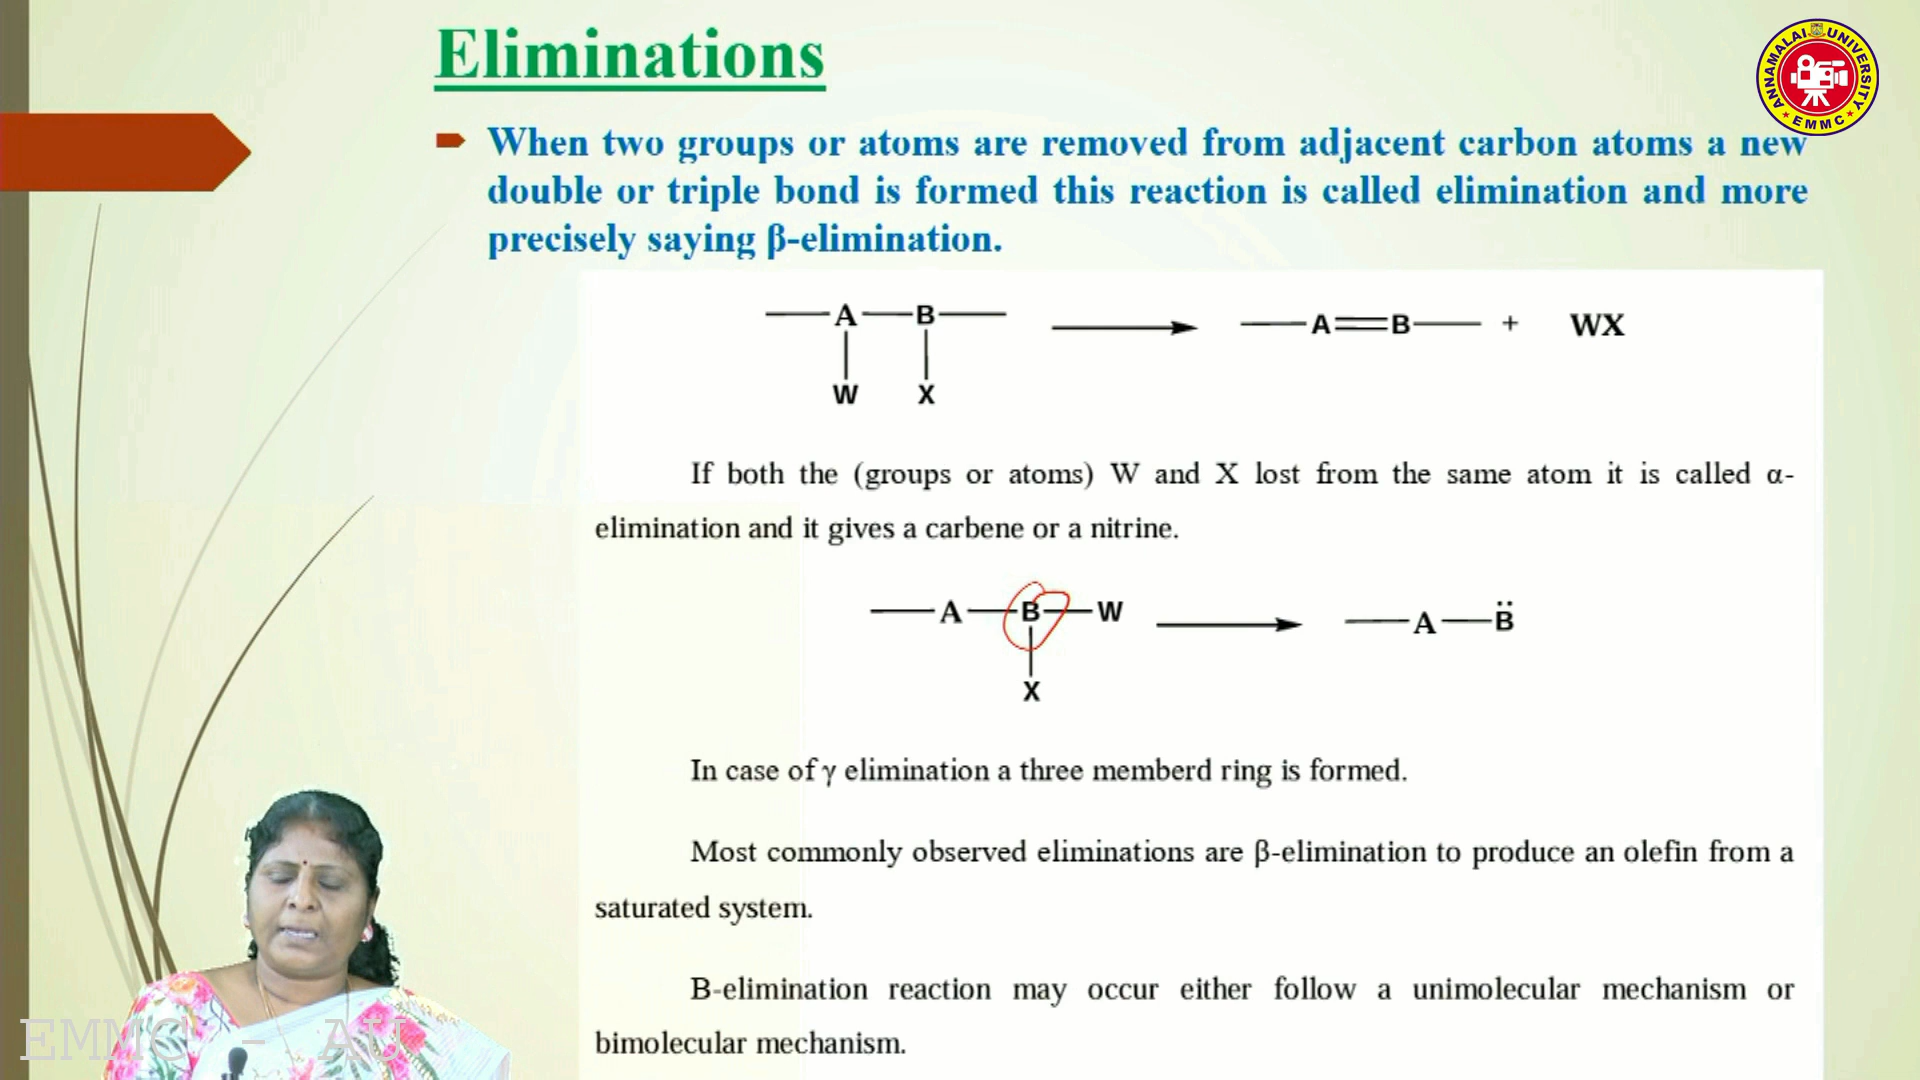 Eliminations
ANNAMALAI UNIVERSITY
EMMC
When two groups or atoms are removed from adjacent carbon atoms a new
double or triple bond is formed this reaction is called elimination and more
precisely saying β-elimination.
A B A B + WX
W X
If both the (groups or atoms) W and X lost from the same atom it is called α-
elimination and it gives a carbene or a nitrine.
A B W A B̈
X
In case of γ elimination a three memberd ring is formed.
Most commonly observed eliminations are β-elimination to produce an olefin from a
saturated system.
B-elimination reaction may occur either follow a unimolecular mechanism or
bimolecular mechanism.
EMMC - AU